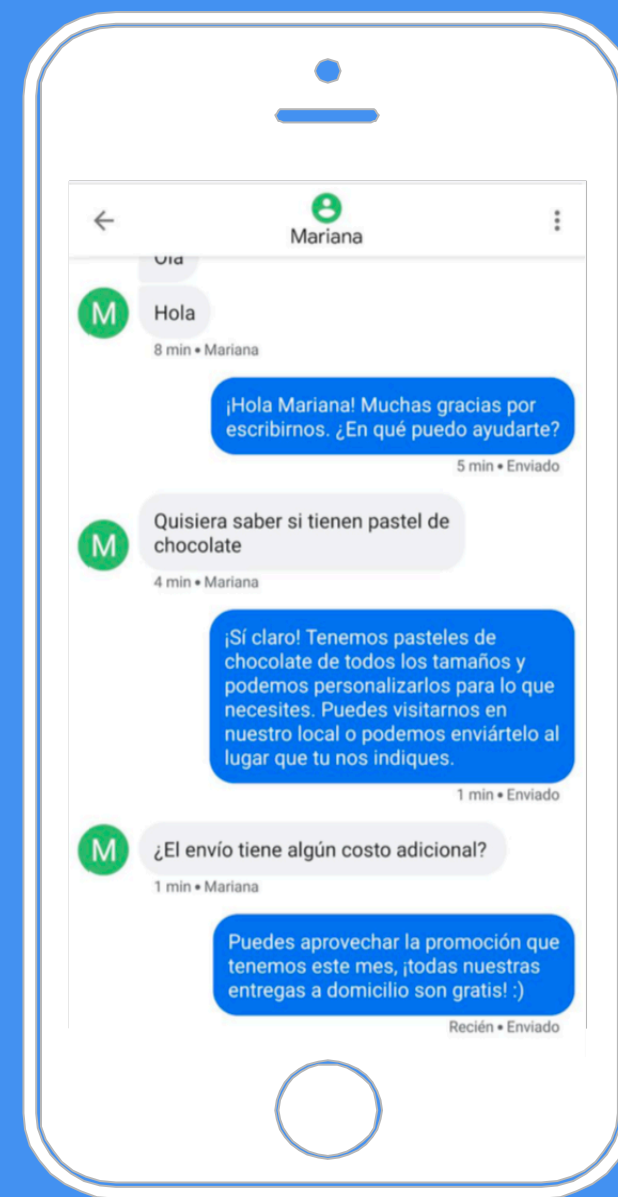 Mariana
M
Hola
8 min • Mariana
¡Hola Mariana! Muchas gracias por
escribirnos. ¿En qué puedo ayudarte?
5 min • Enviado
Quisiera saber si tienen pastel de
chocolate
M
4 min • Mariana
¡Sí claro! Tenemos pasteles de
chocolate de todos los tamaños y
podemos personalizarlos para lo que
necesites. Puedes visitarnos en
nuestro local o podemos enviártelo al
lugar que tu nos indiques.
1 min • Enviado
M
¿El envío tiene algún costo adicional?
1 min • Mariana
Puedes aprovechar la promoción que
tenemos este mes, ¡todas nuestras
entregas a domicilio son gratis! :)
Recién • Enviado